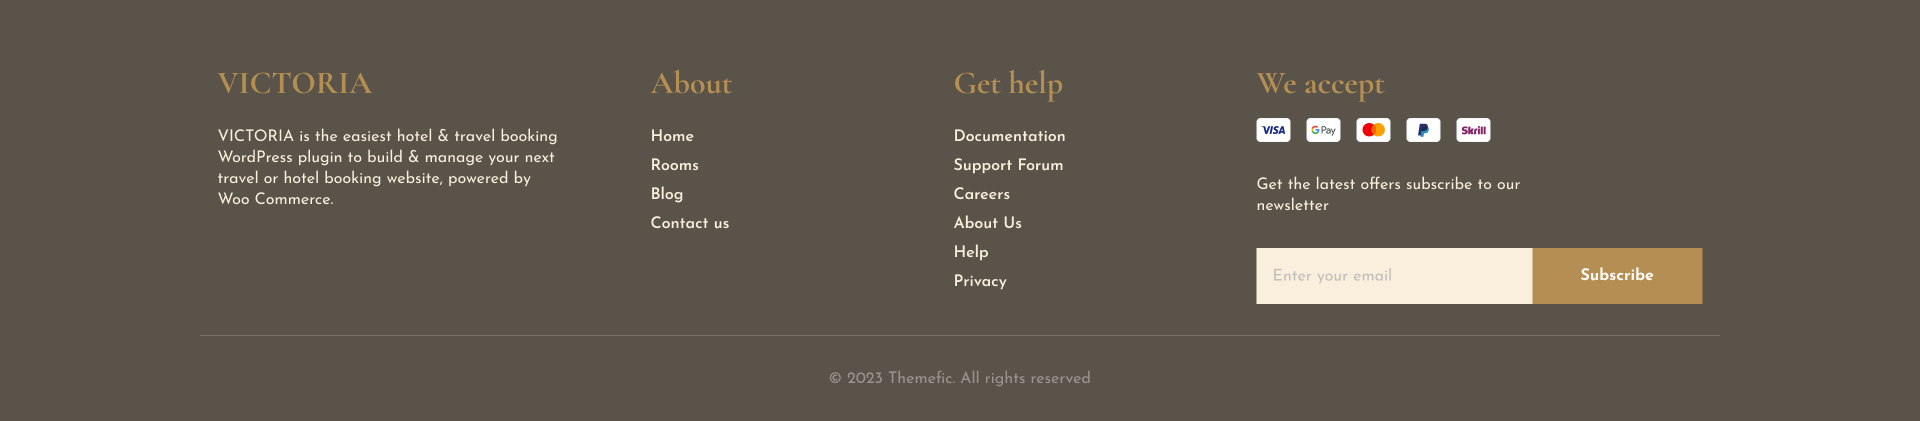 VICTORIA
VICTORIA is the easiest hotel & travel booking
WordPress plugin to build & manage your next
travel or hotel booking website, powered by
Woo Commerce.
About
Home
Rooms
Blog
Contact us
Get help
Documentation
Support Forum
Careers
About Us
Help
Privacy
We accept
VISA G Pay Skrill
Get the latest offers subscribe to our
newsletter
Enter your email
Subscribe
© 2023 Themefic. All rights reserved